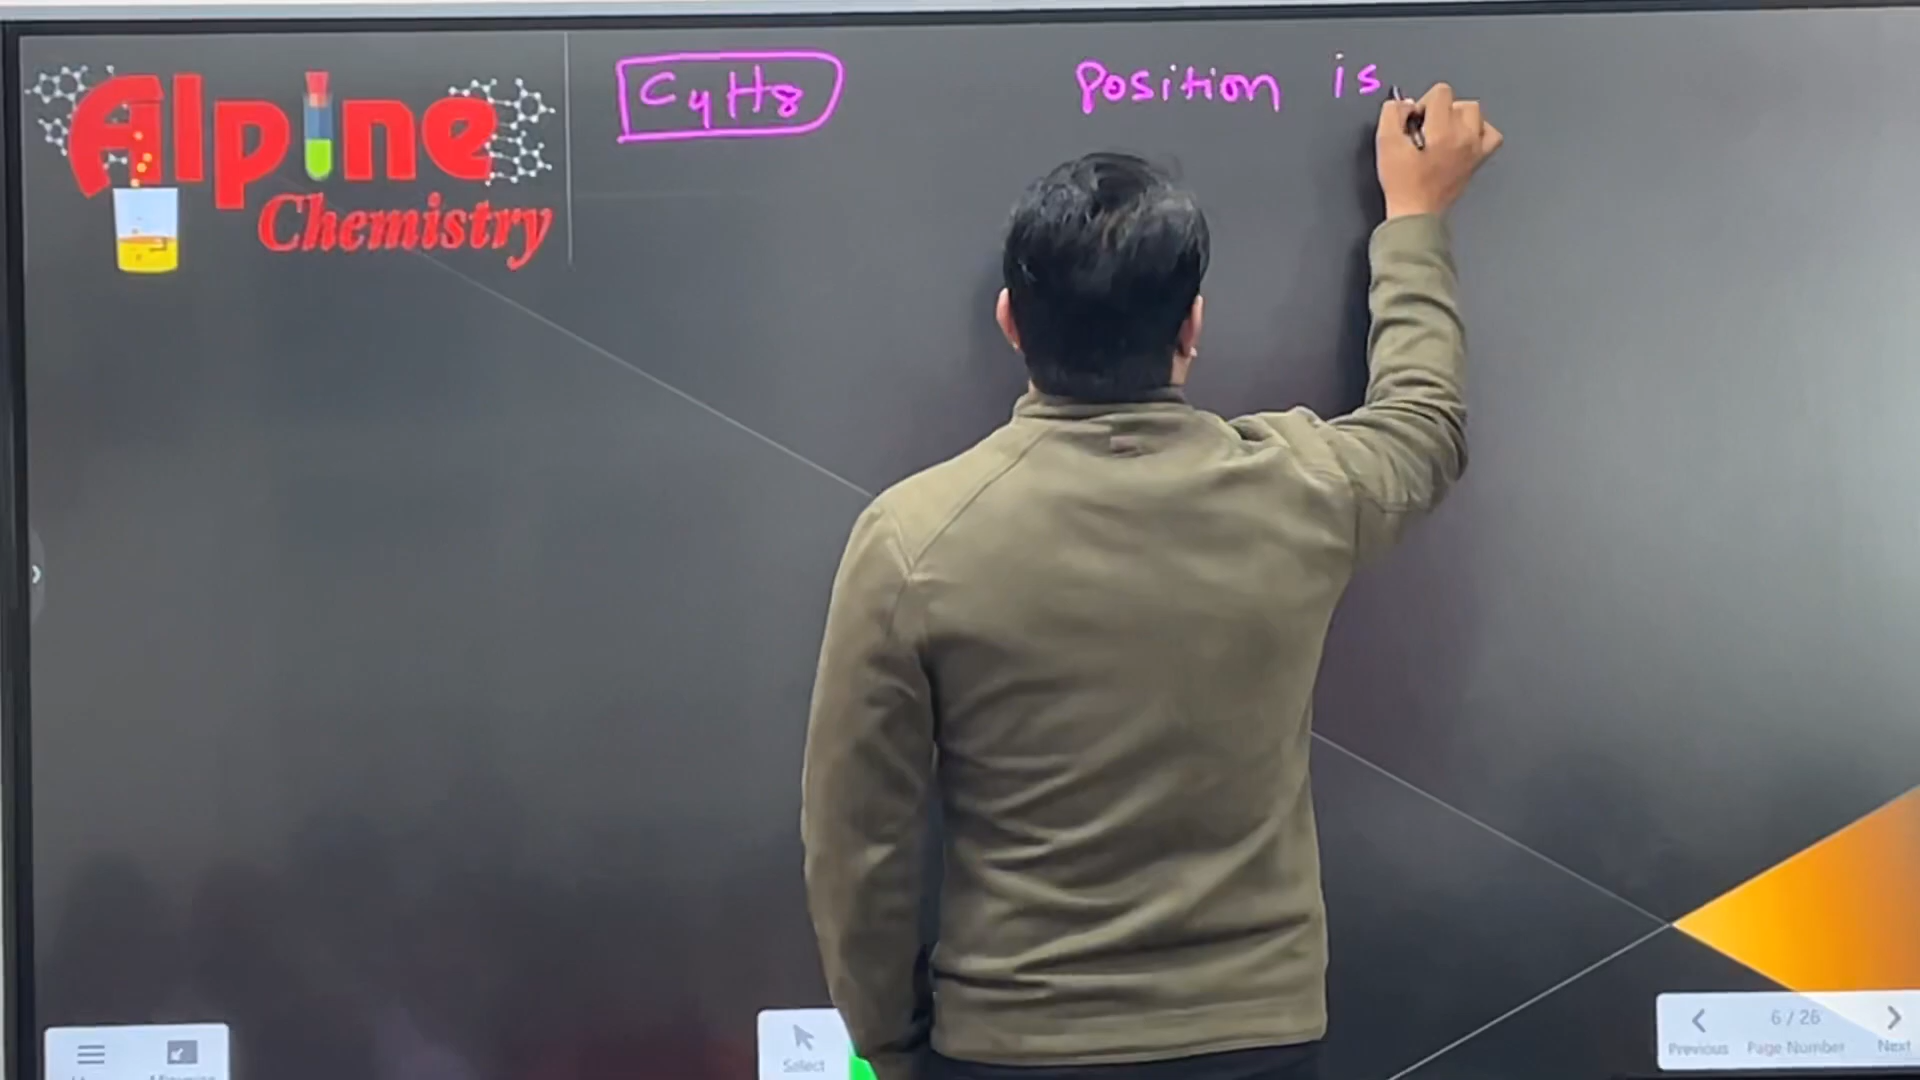 Alpine
Chemistry
C4H8
Position is
Select
6 / 26
Previous Page Number Next